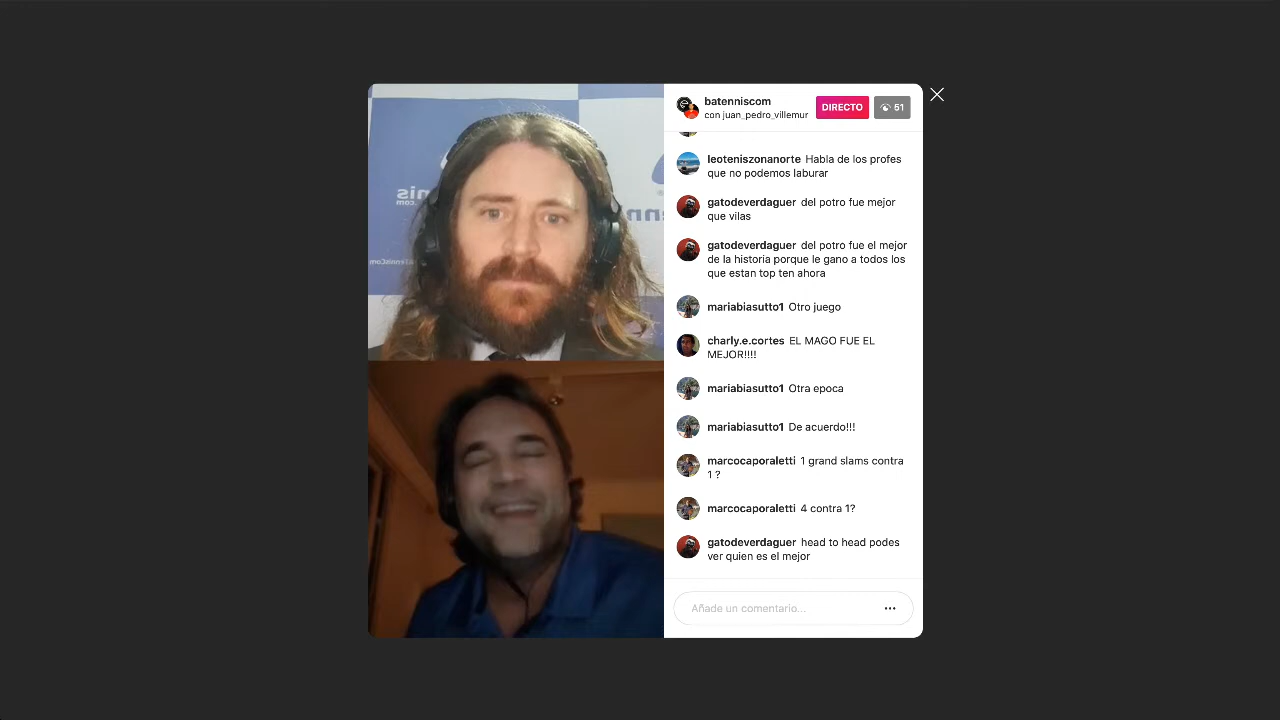 batenniscom
con juan_pedro_villemur
DIRECTO
51
leoteniszonanorte Habla de los profes
que no podemos laburar
gatodeverdaguer del potro fue mejor
que vilas
gatodeverdaguer del potro fue el mejor
de la historia porque le gano a todos los
que estan top ten ahora
mariabiasutto1 Otro juego
charly.e.cortes EL MAGO FUE EL
MEJOR!!!!
mariabiasutto1 Otra epoca
mariabiasutto1 De acuerdo!!!
marcocaporaletti 1 grand slams contra
1 ?
marcocaporaletti 4 contra 1?
gatodeverdaguer head to head podes
ver quien es el mejor
Añade un comentario...